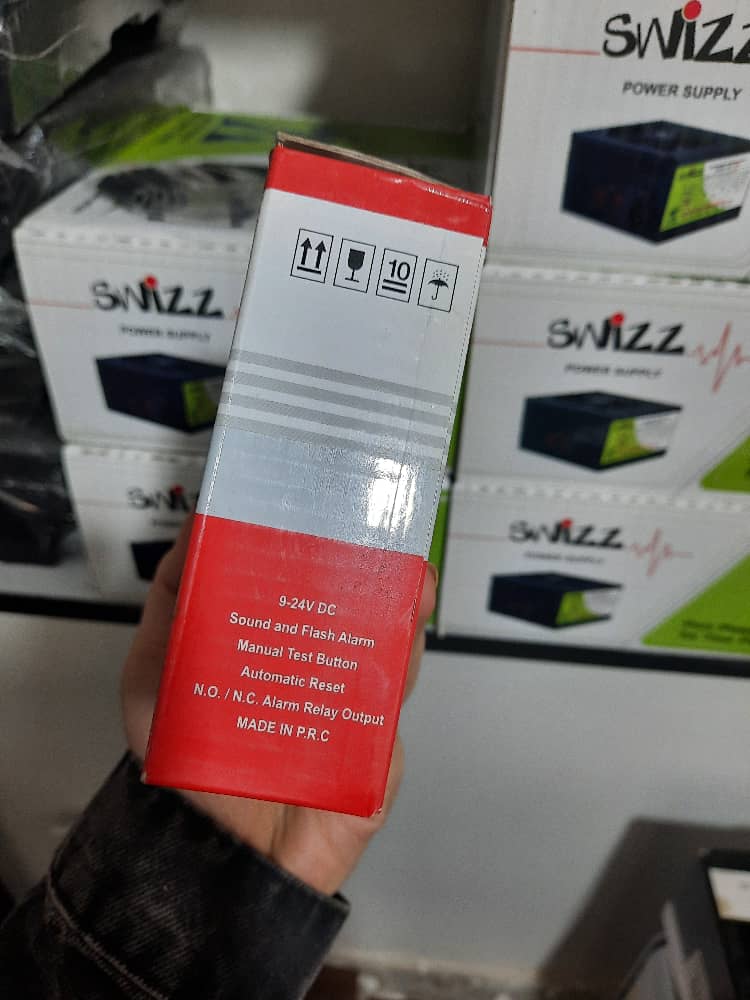 SWiZZ
POWER SUPPLY
10
SWiZZ
POWER SUPPLY
SWiZZ
POWER SUPPLY
SWiZZ
POWER SUPPLY
9-24V DC
Sound and Flash Alarm
Manual Test Button
Automatic Reset
N.O. / N.C. Alarm Relay Output
MADE IN P.R.C